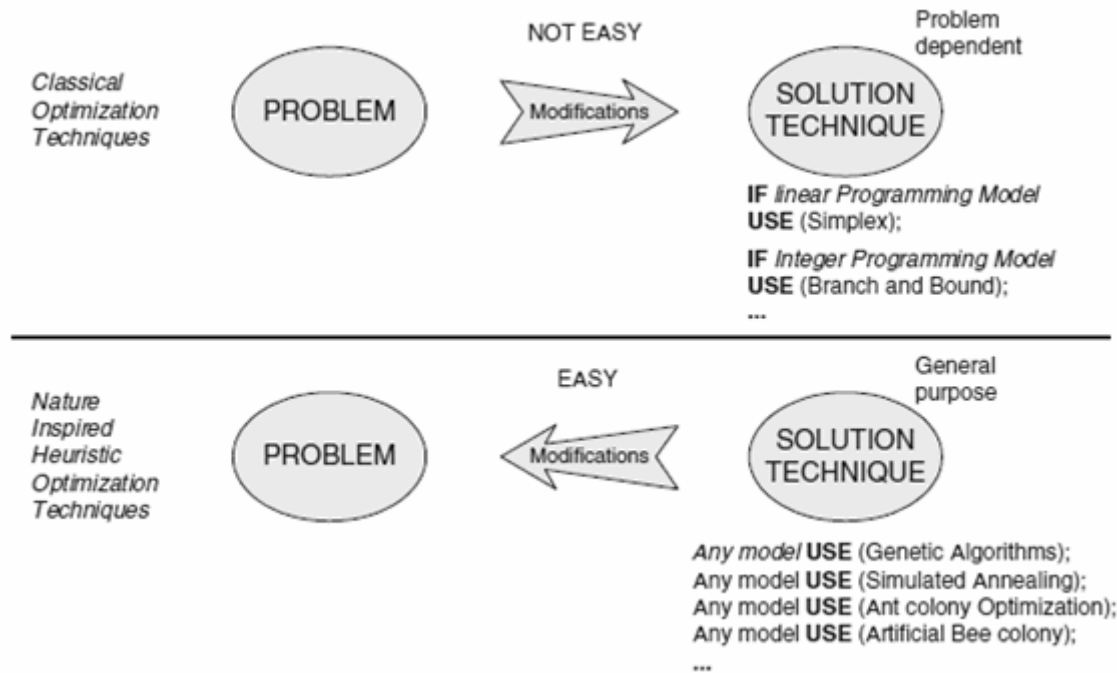 Classical
Optimization
Techniques
PROBLEM
NOT EASY
Modifications
Problem
dependent
SOLUTION
TECHNIQUE
IF linear Programming Model
USE (Simplex);
IF Integer Programming Model
USE (Branch and Bound);
...
Nature
Inspired
Heuristic
Optimization
Techniques
PROBLEM
EASY
Modifications
General
purpose
SOLUTION
TECHNIQUE
Any model USE (Genetic Algorithms);
Any model USE (Simulated Annealing);
Any model USE (Ant colony Optimization);
Any model USE (Artificial Bee colony);
...